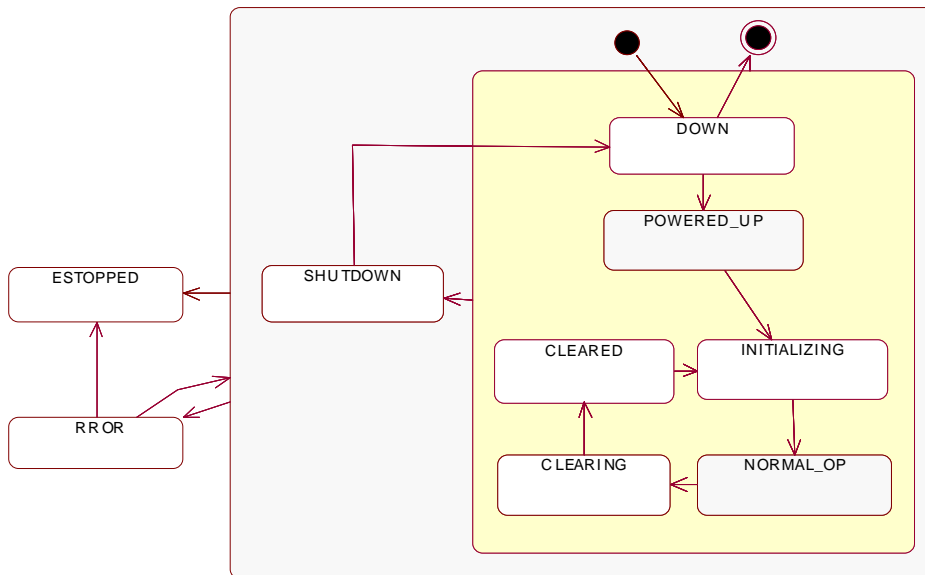 DOWN
POWERED_UP
ESTOPPED
SHUTDOWN
CLEARED
INITIALIZING
RROR
CLEARING
NORMAL_OP